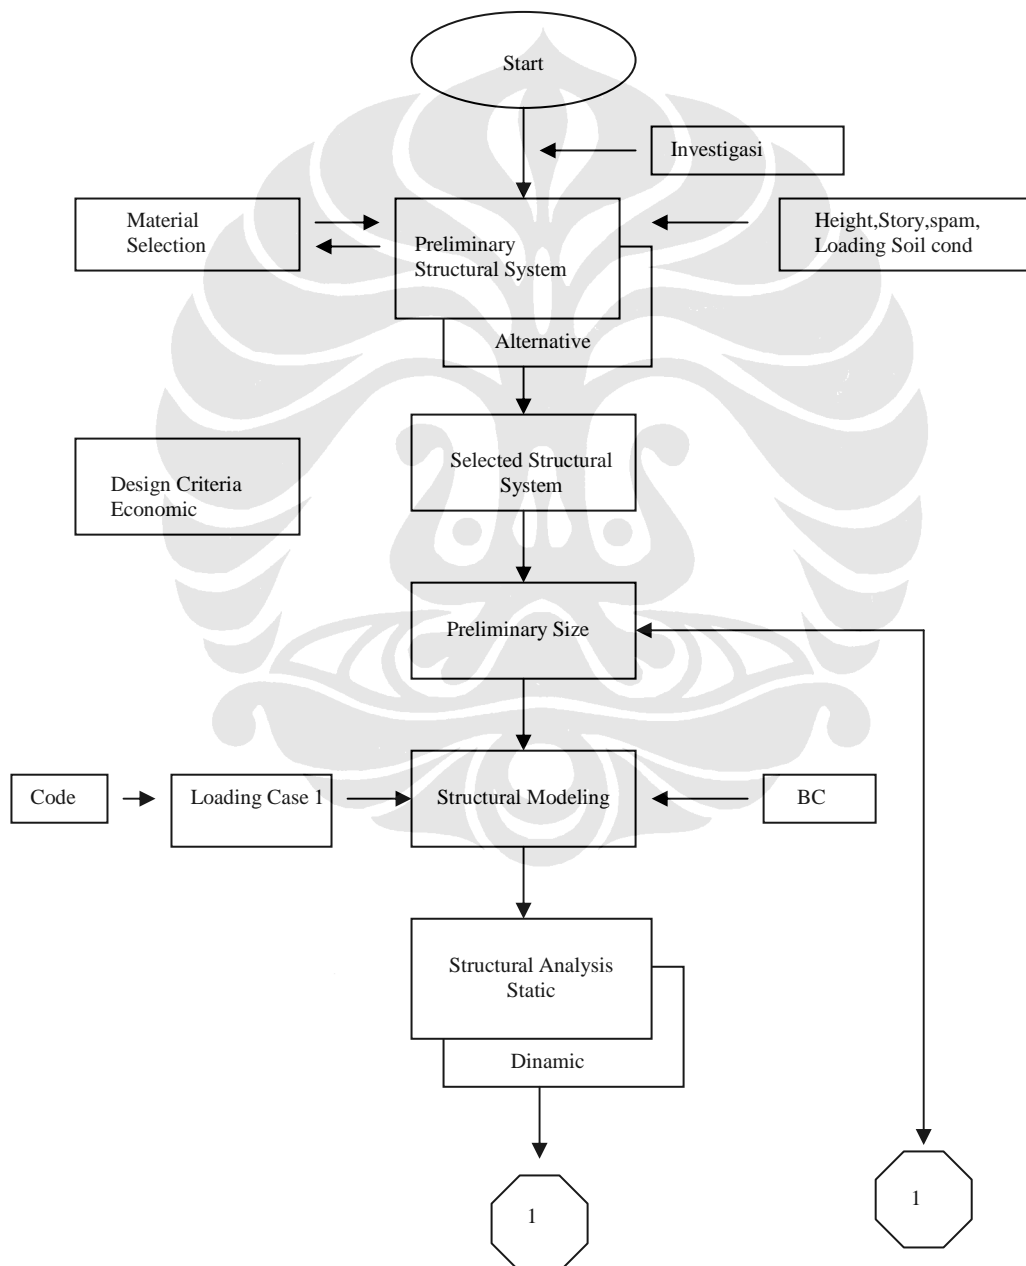 Start
Investigasi
Material
Selection
Preliminary
Structural System
Height,Story,spam,
Loading Soil cond
Alternative
Selected Structural
System
Design Criteria
Economic
Preliminary Size
Code
Loading Case 1
Structural Modeling
BC
Structural Analysis
Static
Dinamic
1
1